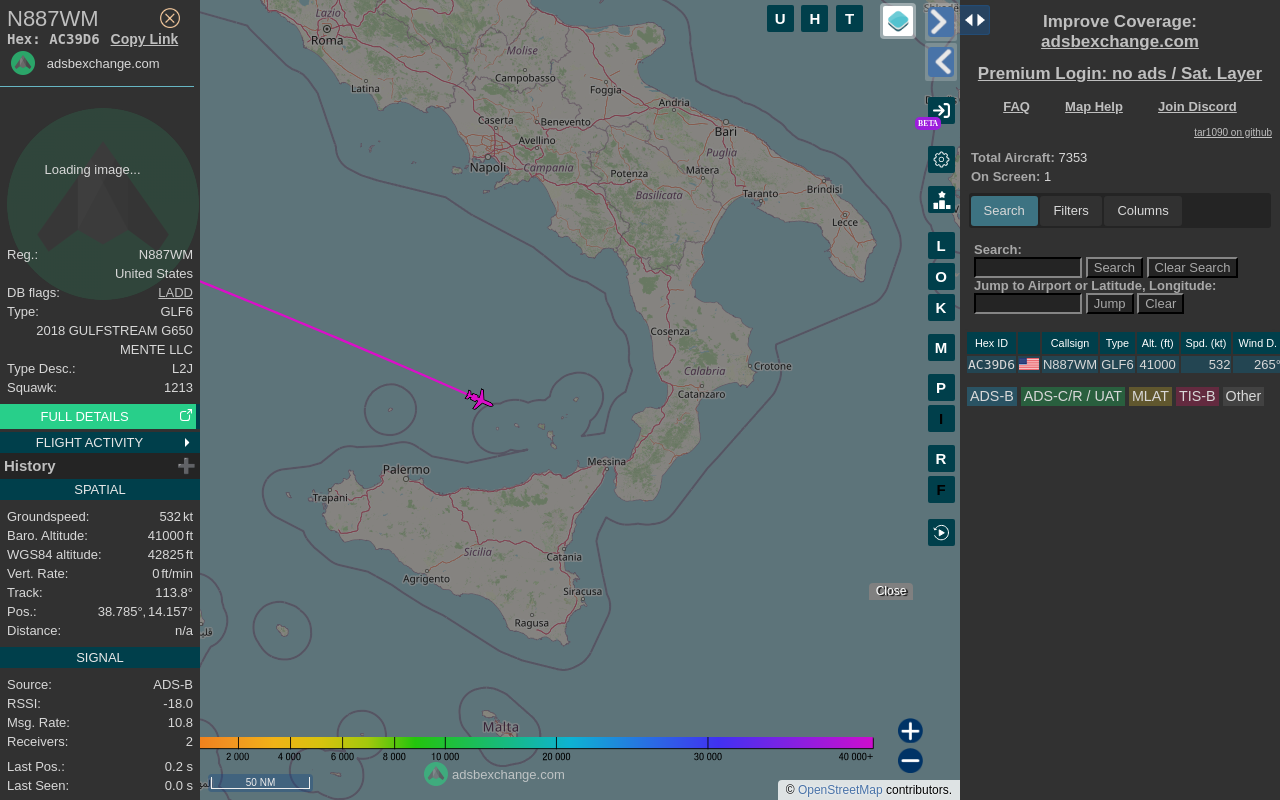 N887WM
Hex: AC39D6 Copy Link
adsbexchange.com
Loading image...
Reg.: N887WM
United States
DB flags: LADD
Type: GLF6
2018 GULFSTREAM G650
MENTE LLC
Type Desc.: L2J
Squawk: 1213
FULL DETAILS
FLIGHT ACTIVITY
History
SPATIAL
Groundspeed: 532 kt
Baro. Altitude: 41000 ft
WGS84 altitude: 42825 ft
Vert. Rate: 0 ft/min
Track: 113.8°
Pos.: 38.785°, 14.157°
Distance: n/a
SIGNAL
Source: ADS-B
RSSI: -18.0
Msg. Rate: 10.8
Receivers: 2
Last Pos.: 0.2 s
Last Seen: 0.0 s
Lazio
Roma
Latina
Molise
Campobasso
Foggia
Caserta
Benevento
Avellino
Napoli
Campania
Andria
Bari
Puglia
Potenza
Matera
Basilicata
Taranto
Brindisi
Lecce
Cosenza
Calabria
Crotone
Catanzaro
Messina
Palermo
Trapani
Sicilia
Catania
Agrigento
Siracusa
Ragusa
Malta
U H T
BETA
L
O
K
M
P
I
R
F
Close
2 000 4 000 6 000 8 000 10 000 20 000 30 000 40 000+
50 NM
adsbexchange.com
© OpenStreetMap contributors.
Improve Coverage:
adsbexchange.com
Premium Login: no ads / Sat. Layer
FAQ Map Help Join Discord
tar1090 on github
Total Aircraft: 7353
On Screen: 1
Search Filters Columns
Search:
Search Clear Search
Jump to Airport or Latitude, Longitude:
Jump Clear
Hex ID Callsign Type Alt. (ft) Spd. (kt) Wind D.
AC39D6 N887WM GLF6 41000 532 265°
ADS-B ADS-C/R / UAT MLAT TIS-B Other